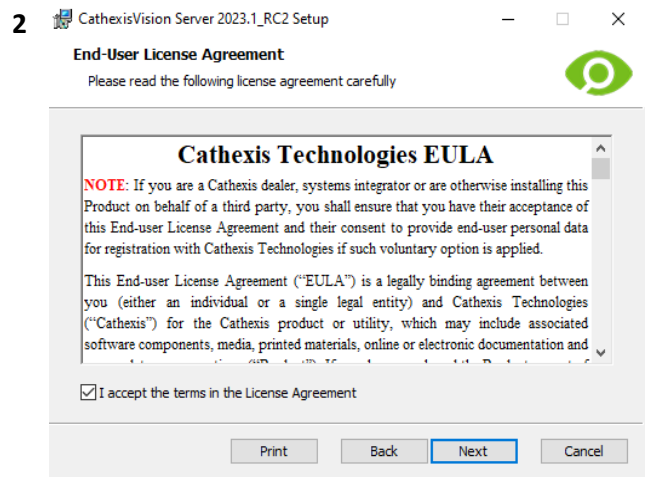 2
CathexisVision Server 2023.1_RC2 Setup
End-User License Agreement
Please read the following license agreement carefully
Cathexis Technologies EULA
NOTE: If you are a Cathexis dealer, systems integrator or are otherwise installing this
Product on behalf of a third party, you shall ensure that you have their acceptance of
this End-user License Agreement and their consent to provide end-user personal data
for registration with Cathexis Technologies if such voluntary option is applied.
This End-user License Agreement (“EULA”) is a legally binding agreement between
you (either an individual or a single legal entity) and Cathexis Technologies
(“Cathexis”) for the Cathexis product or utility, which may include associated
software components, media, printed materials, online or electronic documentation and
I accept the terms in the License Agreement
Print
Back
Next
Cancel